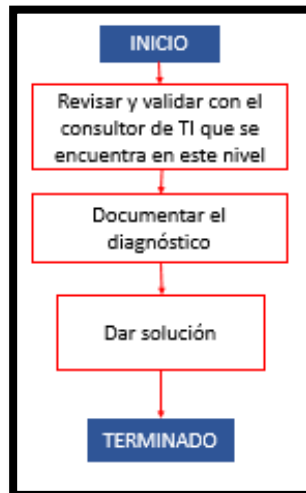 INICIO
Revisar y validar con el
consultor de TI que se
encuentra en este nivel
Documentar el
diagnóstico
Dar solución
TERMINADO